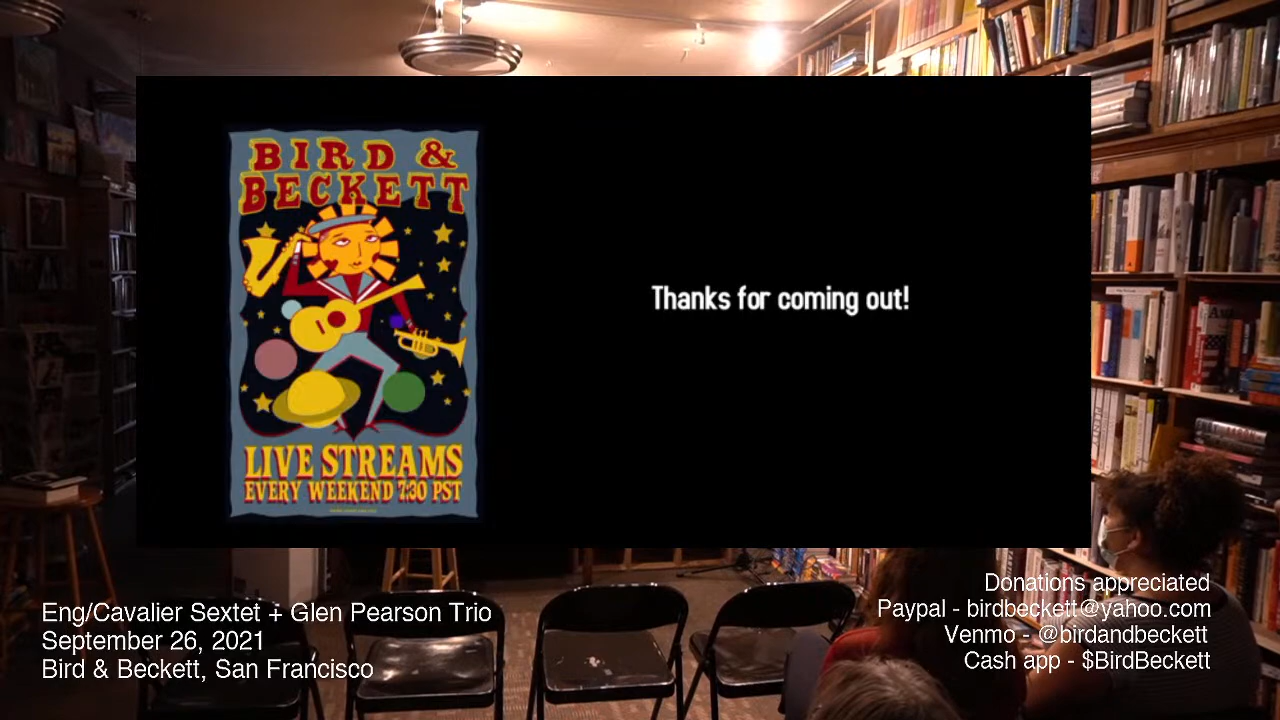 BIRD &
BECKETT
LIVE STREAMS
EVERY WEEKEND 7:30 PST
Thanks for coming out!
Eng/Cavalier Sextet + Glen Pearson Trio
September 26, 2021
Bird & Beckett, San Francisco
Donations appreciated
Paypal - birdbeckett@yahoo.com
Venmo - @birdandbeckett
Cash app - $BirdBeckett